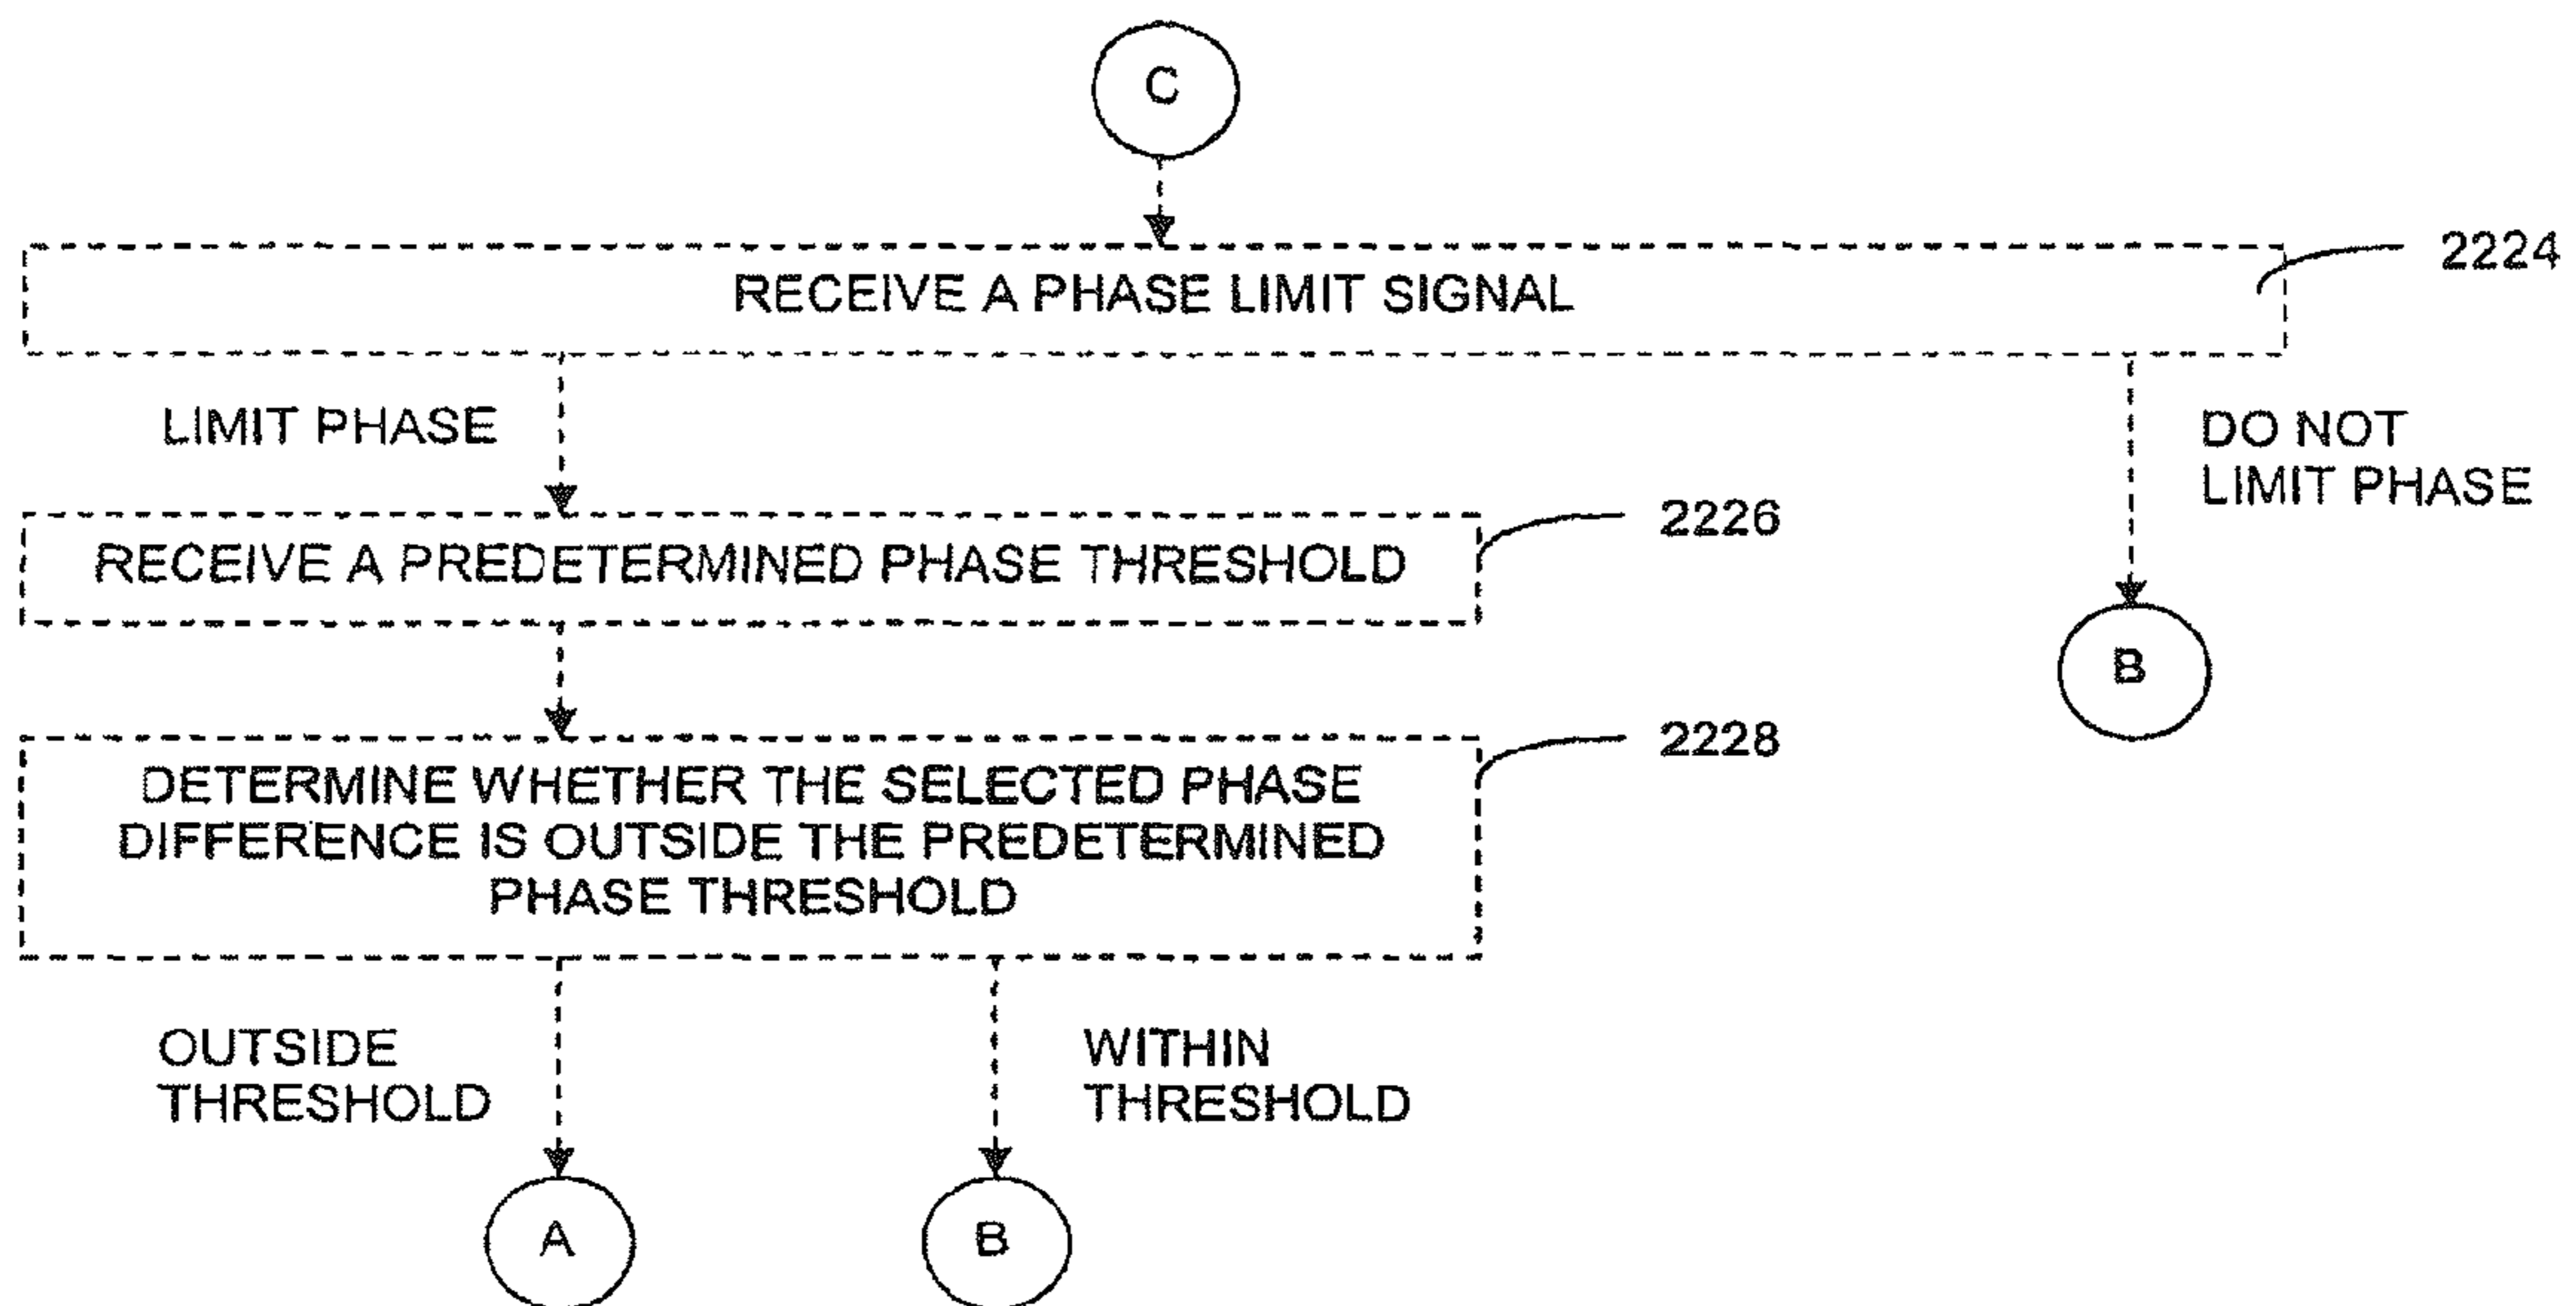 C
RECEIVE A PHASE LIMIT SIGNAL
2224
LIMIT PHASE
DO NOT
LIMIT PHASE
RECEIVE A PREDETERMINED PHASE THRESHOLD
2226
B
DETERMINE WHETHER THE SELECTED PHASE
DIFFERENCE IS OUTSIDE THE PREDETERMINED
PHASE THRESHOLD
2228
OUTSIDE
THRESHOLD
WITHIN
THRESHOLD
A
B